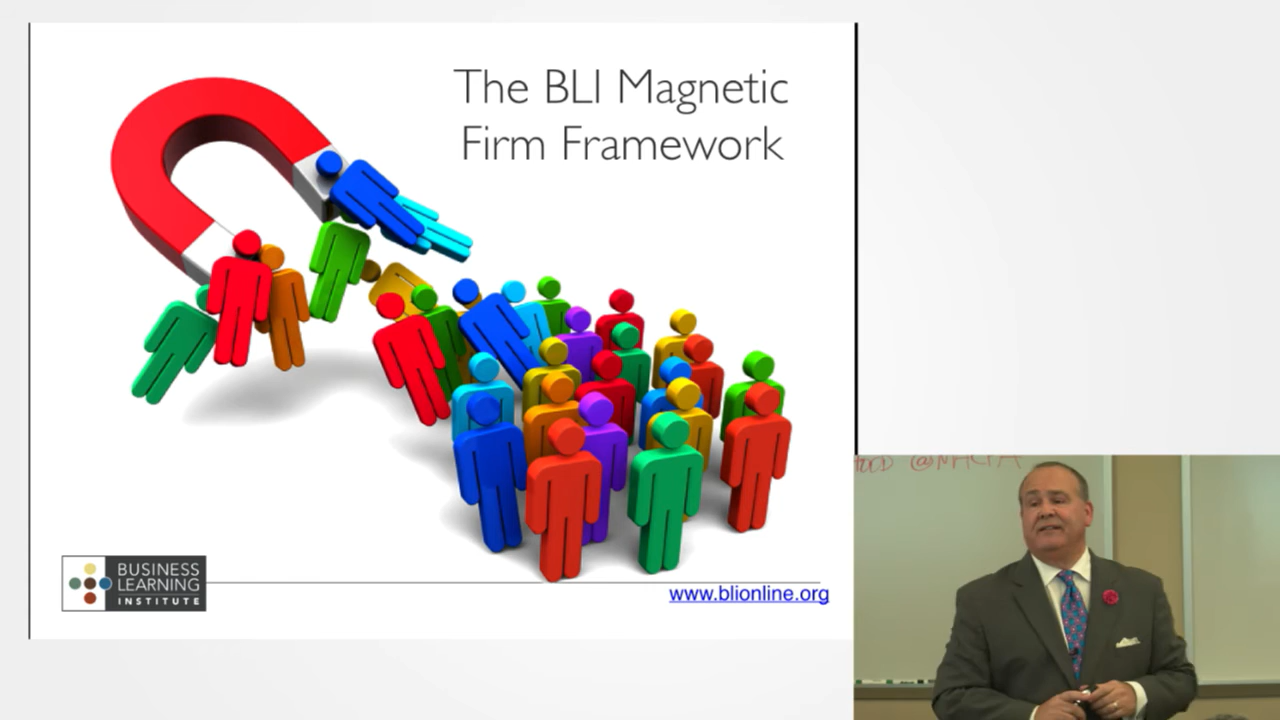 The BLI Magnetic
Firm Framework
BUSINESS
LEARNING
INSTITUTE
www.blionline.org